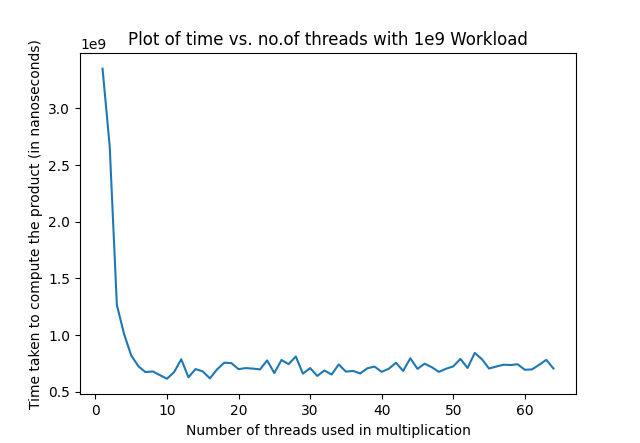 Plot of time vs. no.of threads with 1e9 Workload
1e9
Time taken to compute the product (in nanoseconds)
3.0
2.5
2.0
1.5
1.0
0.5
0 10 20 30 40 50 60
Number of threads used in multiplication